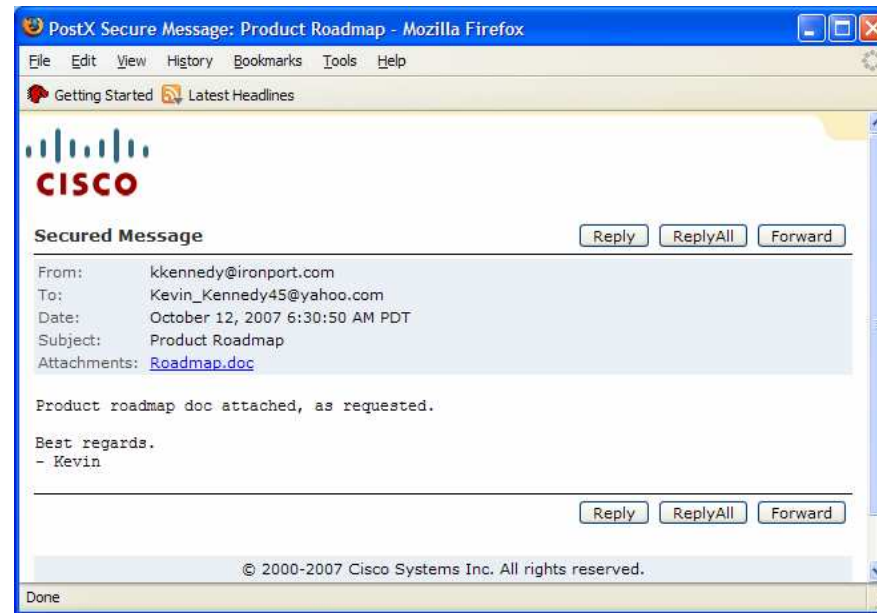 PostX Secure Message: Product Roadmap - Mozilla Firefox
File Edit View History Bookmarks Tools Help
Getting Started Latest Headlines
CISCO
Secured Message Reply ReplyAll Forward
From: kkennedy@ironport.com
To: Kevin_Kennedy45@yahoo.com
Date: October 12, 2007 6:30:50 AM PDT
Subject: Product Roadmap
Attachments: Roadmap.doc
Product roadmap doc attached, as requested.
Best regards.
- Kevin
Reply ReplyAll Forward
© 2000-2007 Cisco Systems Inc. All rights reserved.
Done